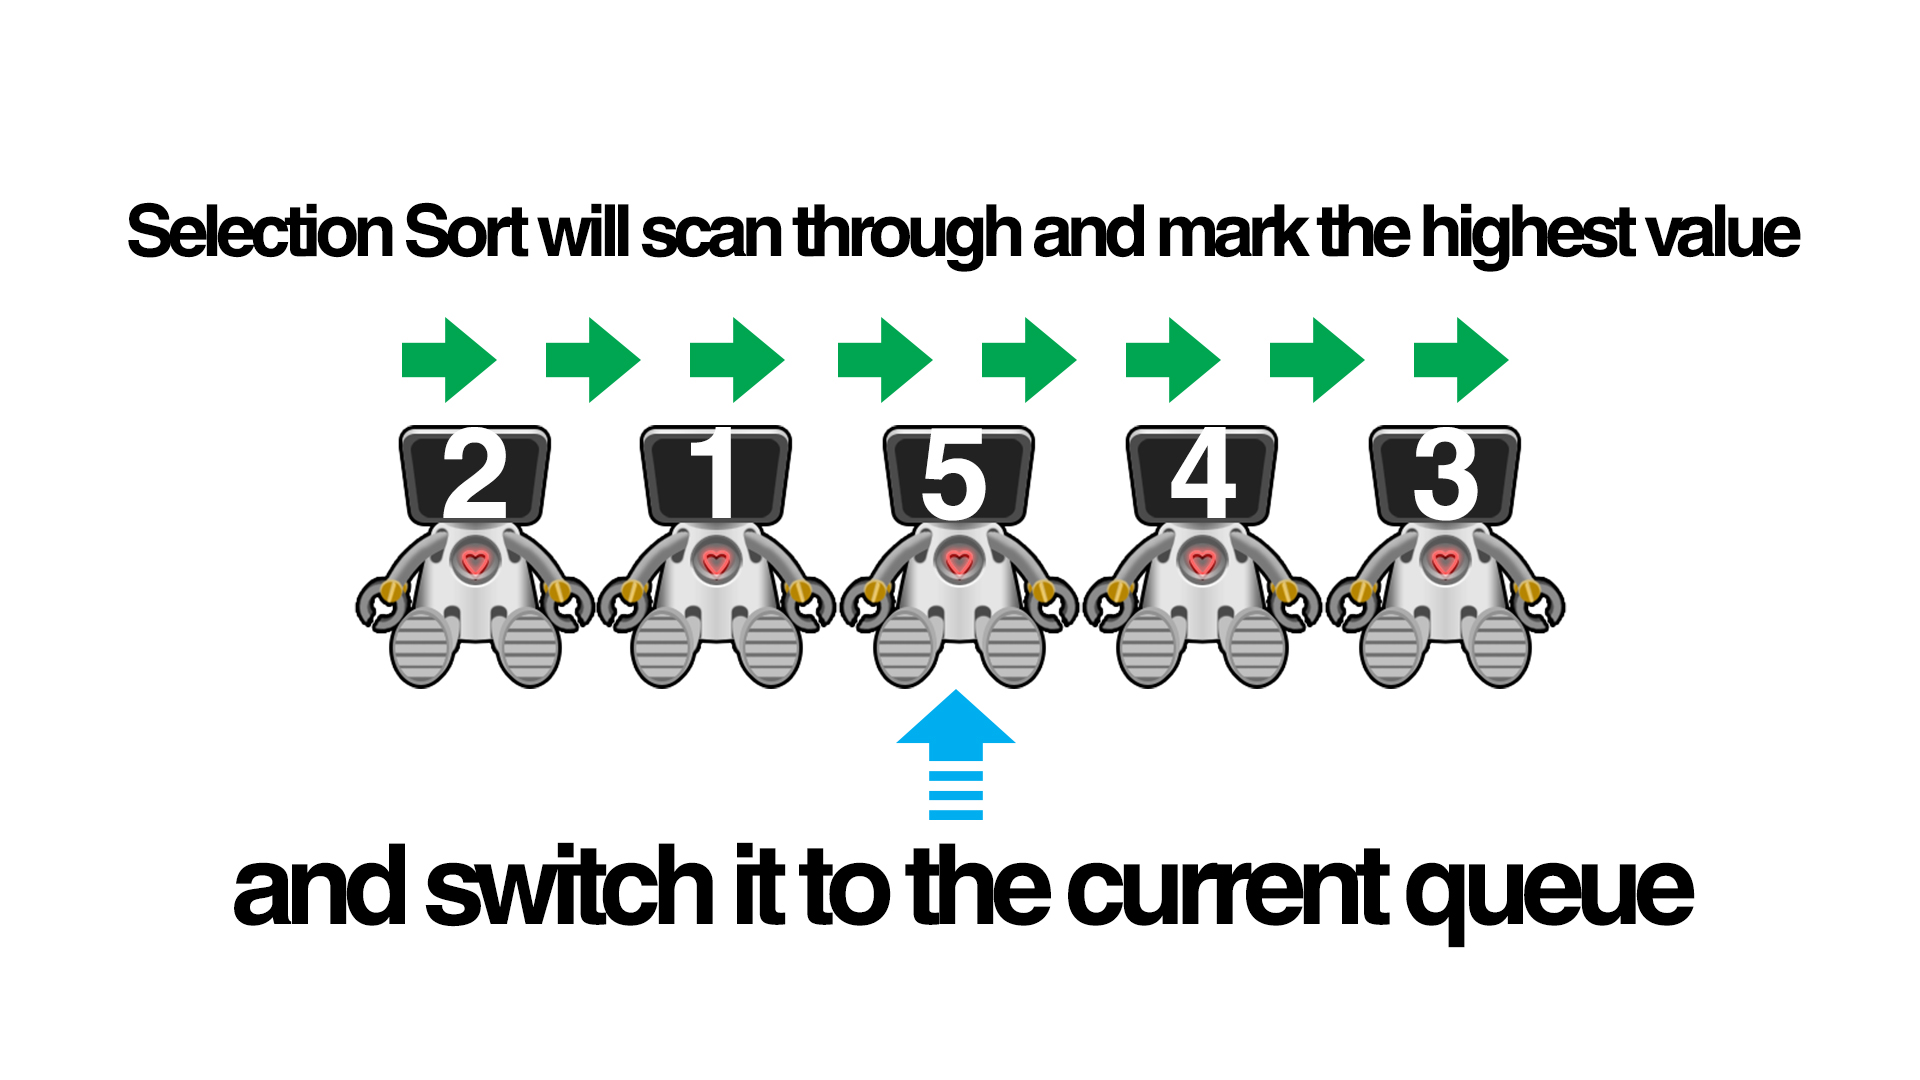 Selection Sort will scan through and mark the highest value
2 1 5 4 3
and switch it to the current queue